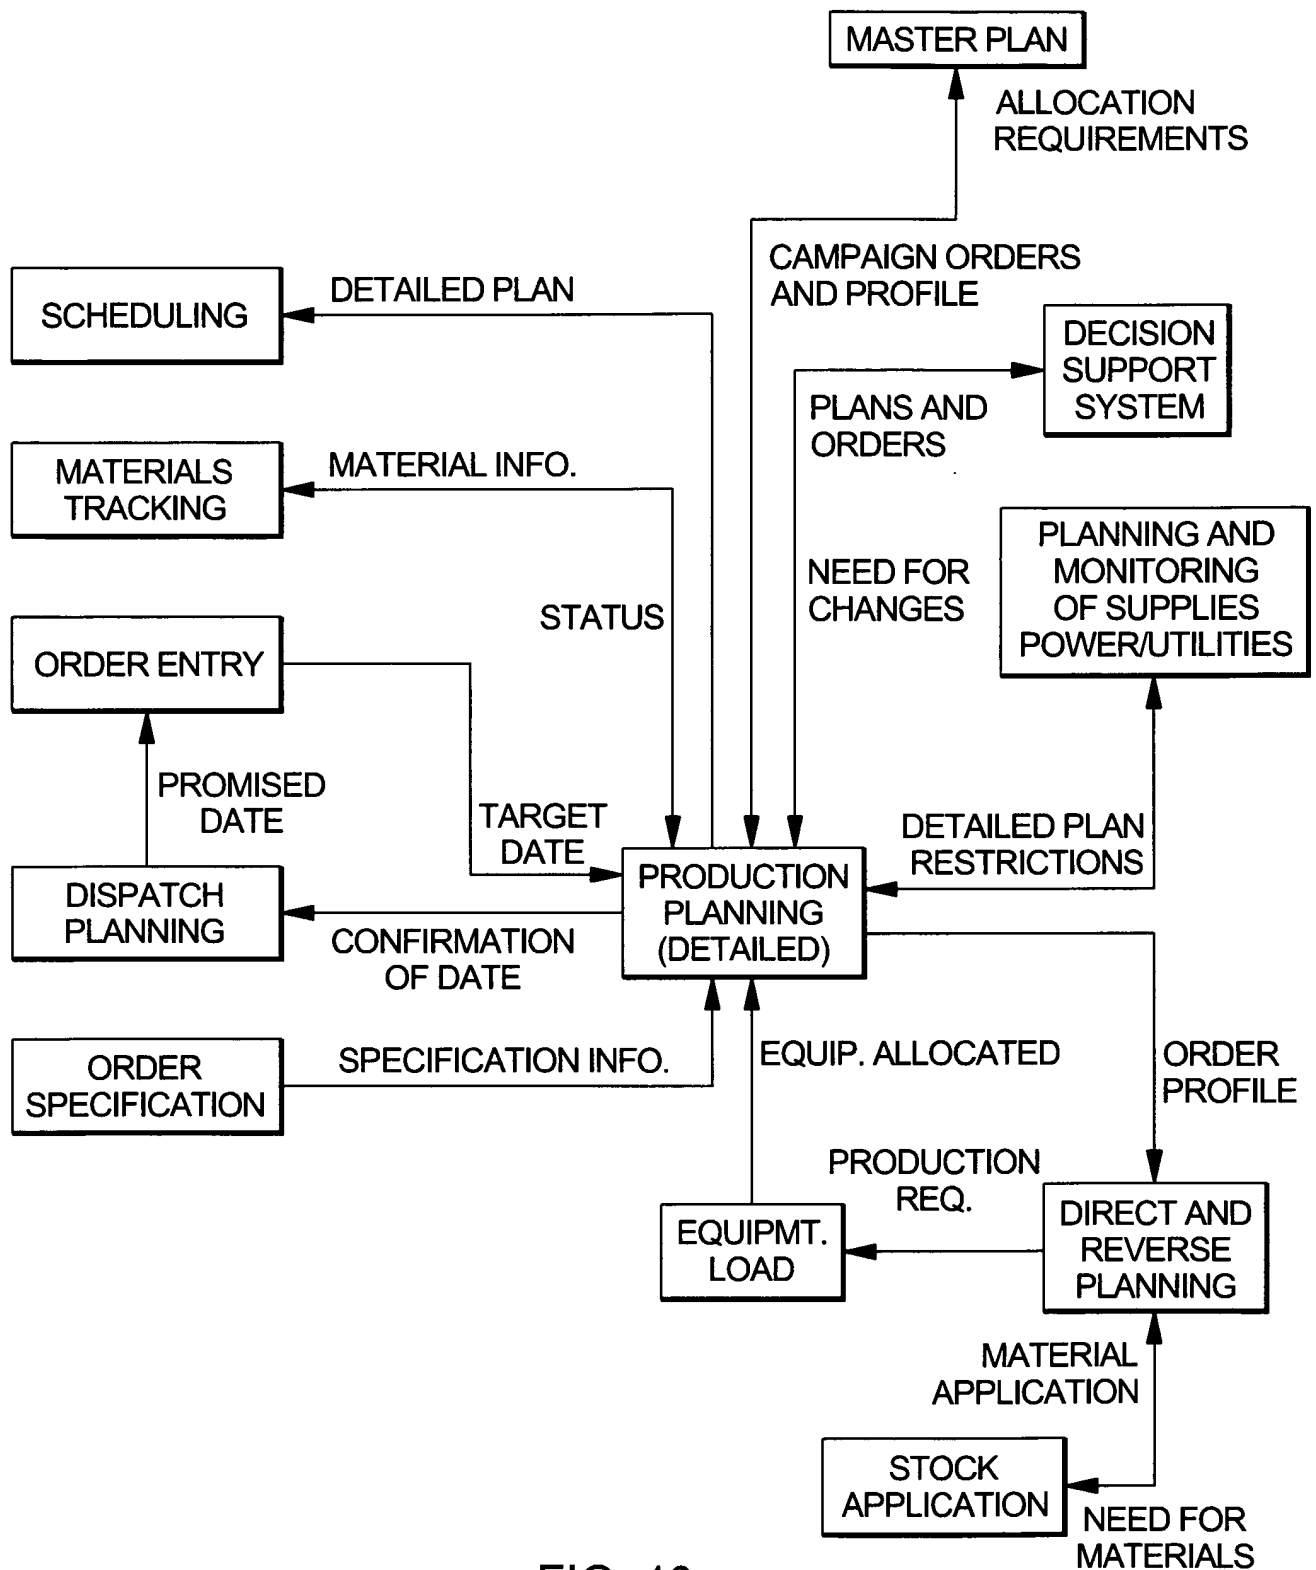 MASTER PLAN
ALLOCATION
REQUIREMENTS
CAMPAIGN ORDERS
AND PROFILE
SCHEDULING
DETAILED PLAN
DECISION
SUPPORT
SYSTEM
PLANS AND
ORDERS
MATERIALS
TRACKING
MATERIAL INFO.
PLANNING AND
MONITORING
OF SUPPLIES
POWER/UTILITIES
NEED FOR
CHANGES
STATUS
ORDER ENTRY
PROMISED
DATE
TARGET
DATE
DETAILED PLAN
RESTRICTIONS
DISPATCH
PLANNING
PRODUCTION
PLANNING
(DETAILED)
CONFIRMATION
OF DATE
ORDER
SPECIFICATION
SPECIFICATION INFO.
EQUIP. ALLOCATED
ORDER
PROFILE
PRODUCTION
REQ.
EQUIPMT.
LOAD
DIRECT AND
REVERSE
PLANNING
MATERIAL
APPLICATION
STOCK
APPLICATION
NEED FOR
MATERIALS